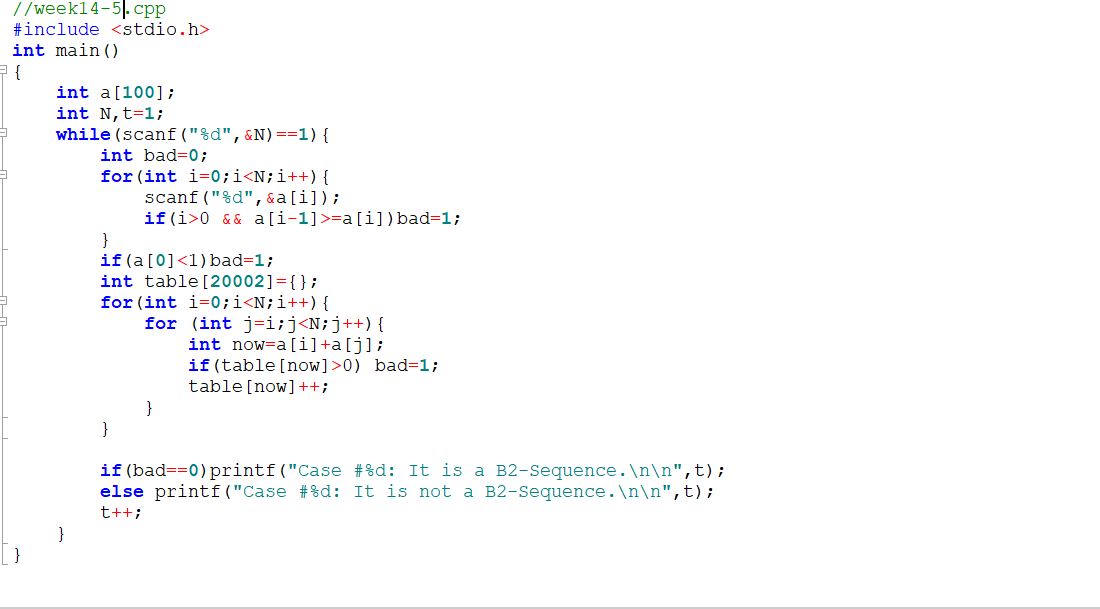 //week14-5.cpp
#include <stdio.h>
int main()
{
    int a[100];
    int N,t=1;
    while(scanf("%d",&N)==1){
        int bad=0;
        for(int i=0;i<N;i++){
            scanf("%d",&a[i]);
            if(i>0 && a[i-1]>=a[i])bad=1;
        }
        if(a[0]<1)bad=1;
        int table[20002]={};
        for(int i=0;i<N;i++){
            for (int j=i;j<N;j++){
                int now=a[i]+a[j];
                if(table[now]>0) bad=1;
                table[now]++;
            }
        }

        if(bad==0)printf("Case #%d: It is a B2-Sequence.\n\n",t);
        else printf("Case #%d: It is not a B2-Sequence.\n\n",t);
        t++;
    }
}